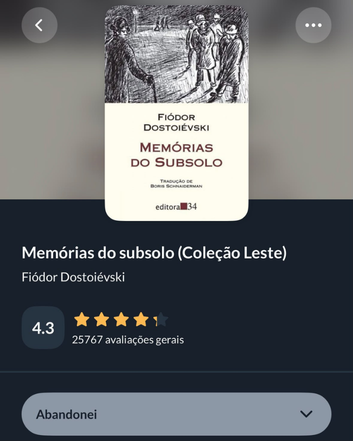 FIÓDOR
DOSTOIÉVSKI
MEMÓRIAS
DO SUBSOLO
TRADUÇÃO DE
BORIS SCHNAIDERMAN
editora 34
Memórias do subsolo (Coleção Leste)
Fiódor Dostoiévski
4.3
25767 avaliações gerais
Abandonei